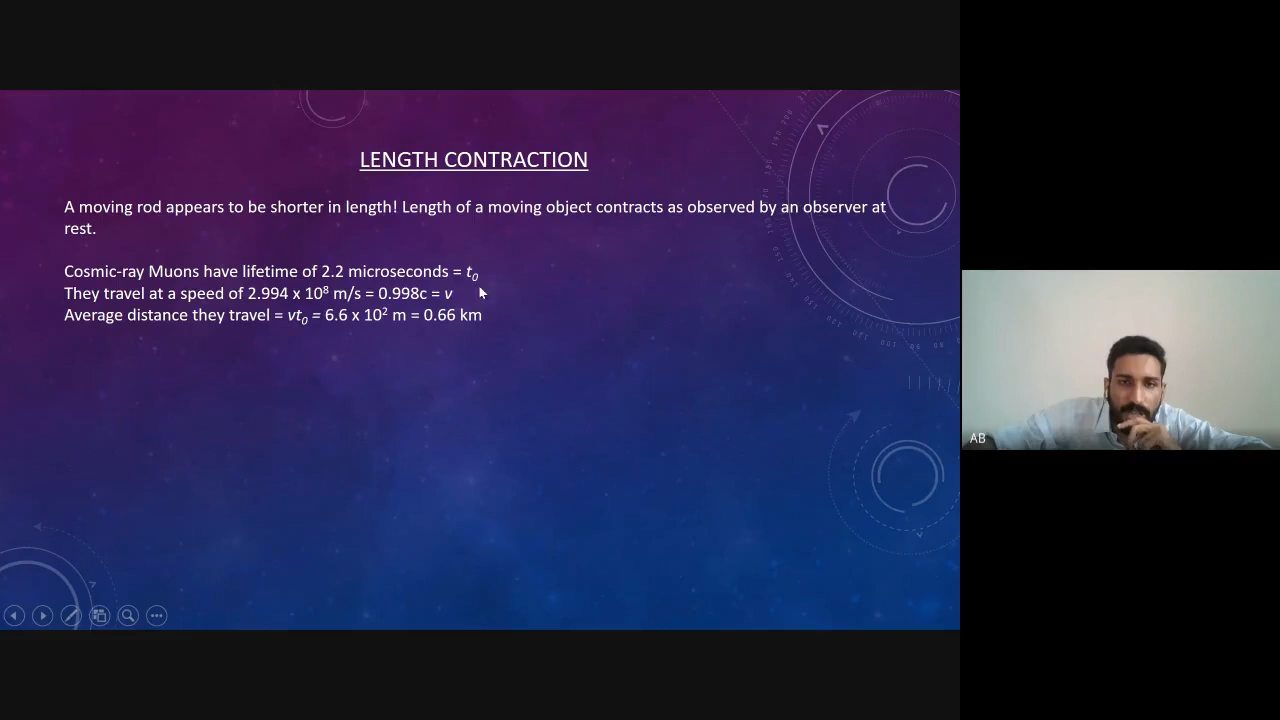 LENGTH CONTRACTION
A moving rod appears to be shorter in length! Length of a moving object contracts as observed by an observer at
rest.
Cosmic-ray Muons have lifetime of 2.2 microseconds = t₀
They travel at a speed of 2.994 x 10⁸ m/s = 0.998c = v
Average distance they travel = vt₀ = 6.6 x 10² m = 0.66 km
AB